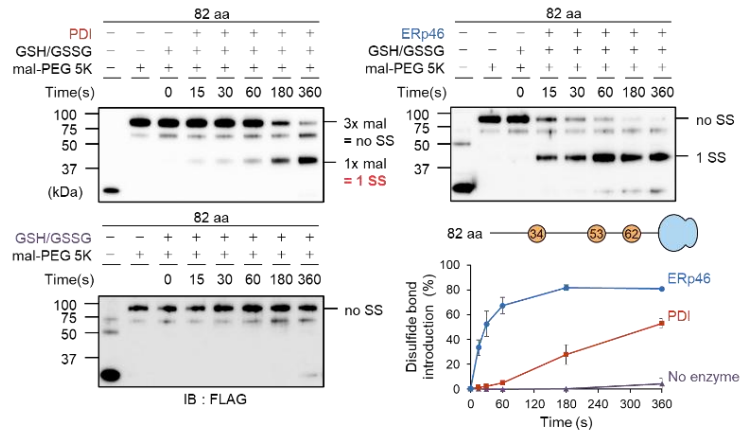 82 aa
PDI – – – + + + + +
GSH/GSSG – – + + + + + +
mal-PEG 5K – + + + + + + +
Time(s) 0 15 30 60 180 360
100
75
50
37
(kDa)
3x mal
= no SS
1x mal
= 1 SS
82 aa
ERp46 – – – + + + + +
GSH/GSSG – – + + + + + +
mal-PEG 5K – + + + + + + +
Time(s) 0 15 30 60 180 360
100
75
50
37
no SS
1 SS
82 aa
GSH/GSSG – – + + + + + +
mal-PEG 5K – + + + + + + +
Time(s) 0 15 30 60 180 360
100
75
50
37
no SS
IB : FLAG
82 aa 34 53 62
Disulfide bond
introduction (%)
80
60
40
20
0
ERp46
PDI
No enzyme
0 60 120 180 240 300 360
Time (s)